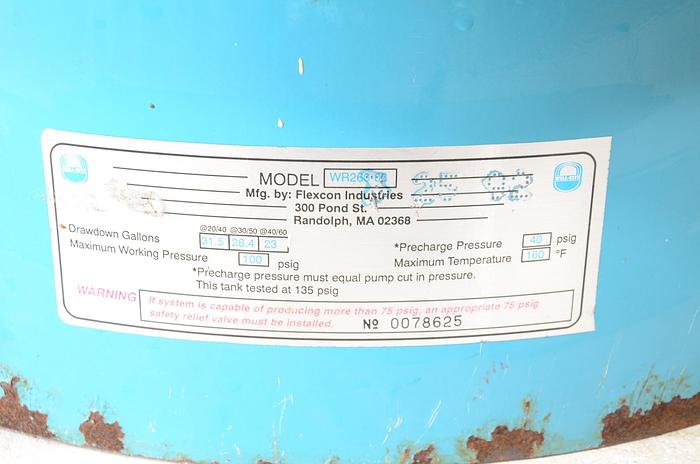 MODEL
Mfg. by: Flexcon Industries
300 Pond St.
Randolph, MA 02368
@20/40 @30/50 @40/60
Drawdown Gallons 31.5 26.4 23
Maximum Working Pressure 100 psig
*Precharge Pressure 40 psig
Maximum Temperature 160 °F
*Precharge pressure must equal pump cut in pressure.
This tank tested at 135 psig
WARNING If system is capable of producing more than 75 psig, an appropriate 75 psig
safety relief valve must be installed. Nº 0078625